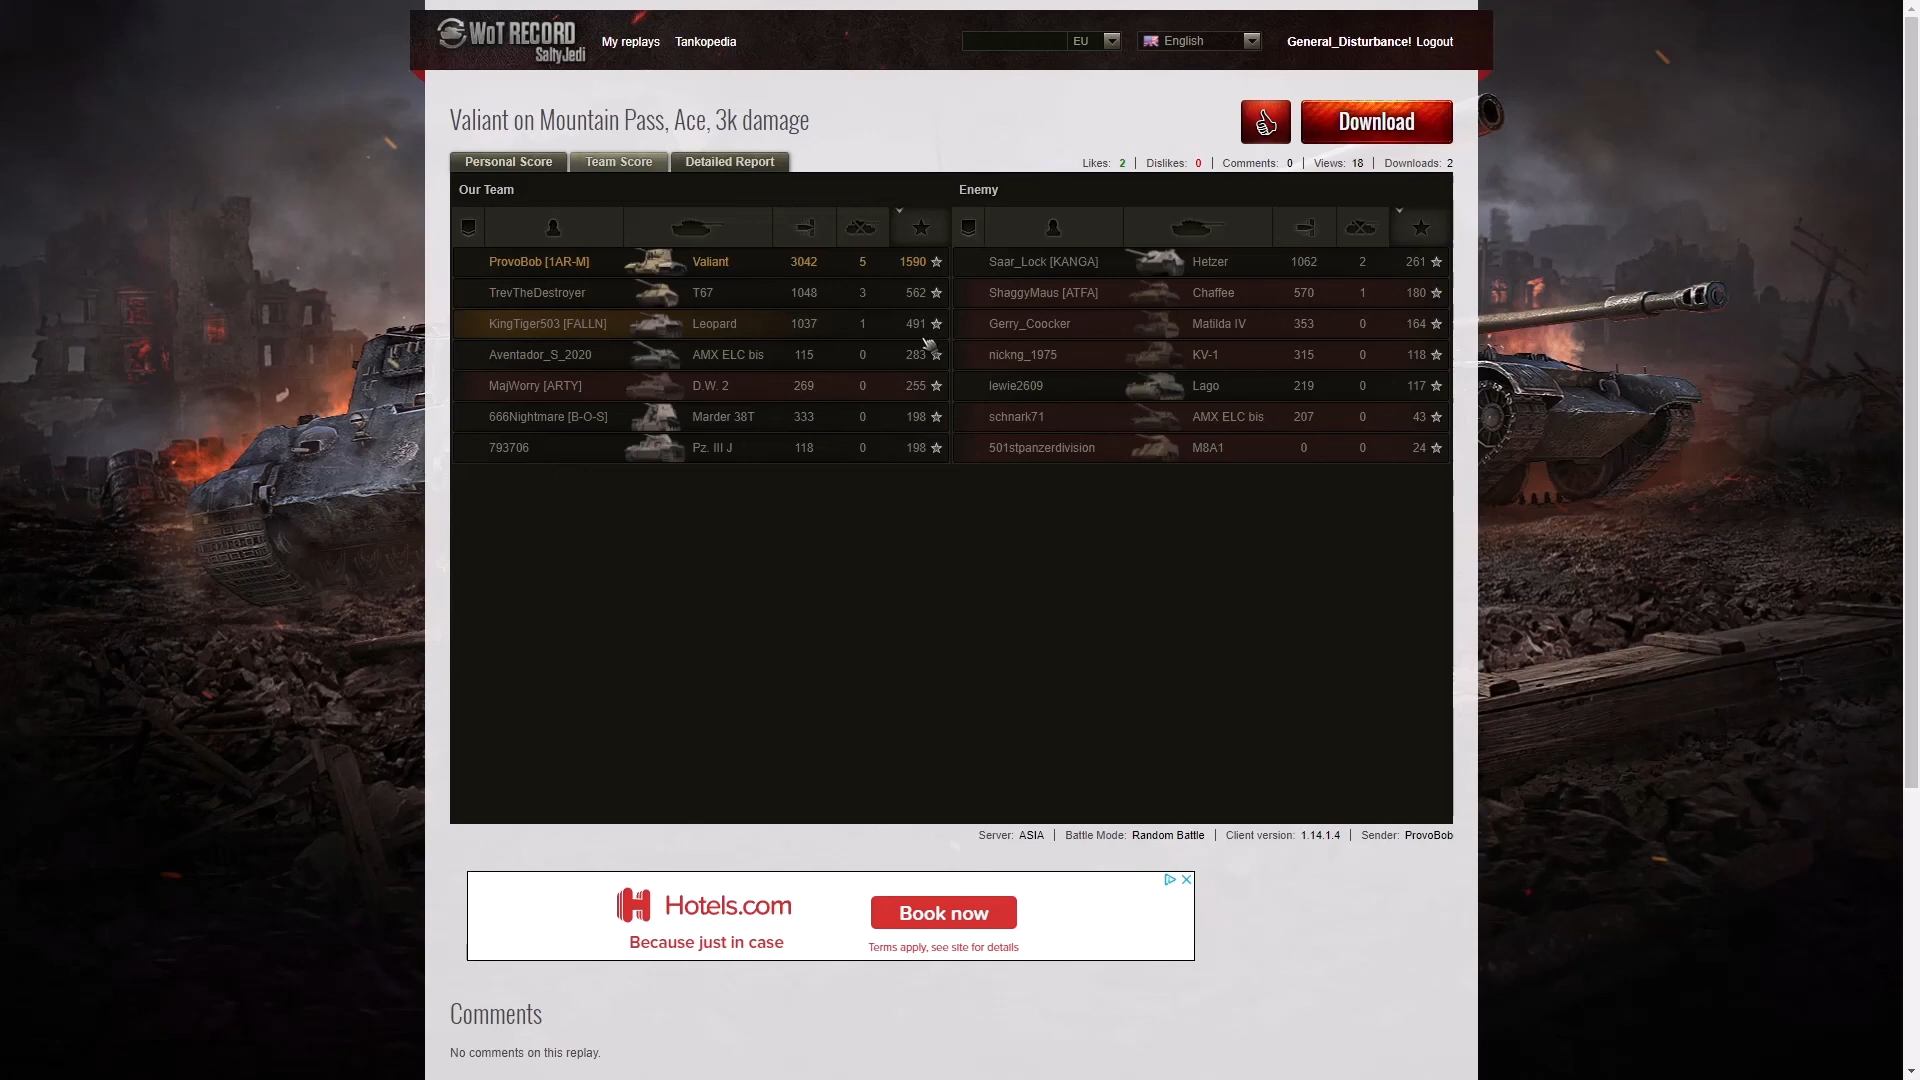 WoT RECORD
SaltyJedi
My replays Tankopedia EU English General_Disturbance! Logout
Valiant on Mountain Pass, Ace, 3k damage
Download
Personal Score Team Score Detailed Report
Likes: 2 | Dislikes: 0 | Comments: 0 | Views: 18 | Downloads: 2
Our Team Enemy
ProvoBob [1AR-M] Valiant 3042 5 1590 Saar_Lock [KANGA] Hetzer 1062 2 261
TrevTheDestroyer T67 1048 3 562 ShaggyMaus [ATFA] Chaffee 570 1 180
KingTiger503 [FALLN] Leopard 1037 1 491 Gerry_Coocker Matilda IV 353 0 164
Aventador_S_2020 AMX ELC bis 115 0 283 nickng_1975 KV-1 315 0 118
MajWorry [ARTY] D.W. 2 269 0 255 lewie2609 Lago 219 0 117
666Nightmare [B-O-S] Marder 38T 333 0 198 schnark71 AMX ELC bis 207 0 43
793706 Pz. III J 118 0 198 501stpanzerdivision M8A1 0 0 24
Server: ASIA | Battle Mode: Random Battle | Client version: 1.14.1.4 | Sender: ProvoBob
Hotels.com
Because just in case
Book now
Terms apply, see site for details
Comments
No comments on this replay.